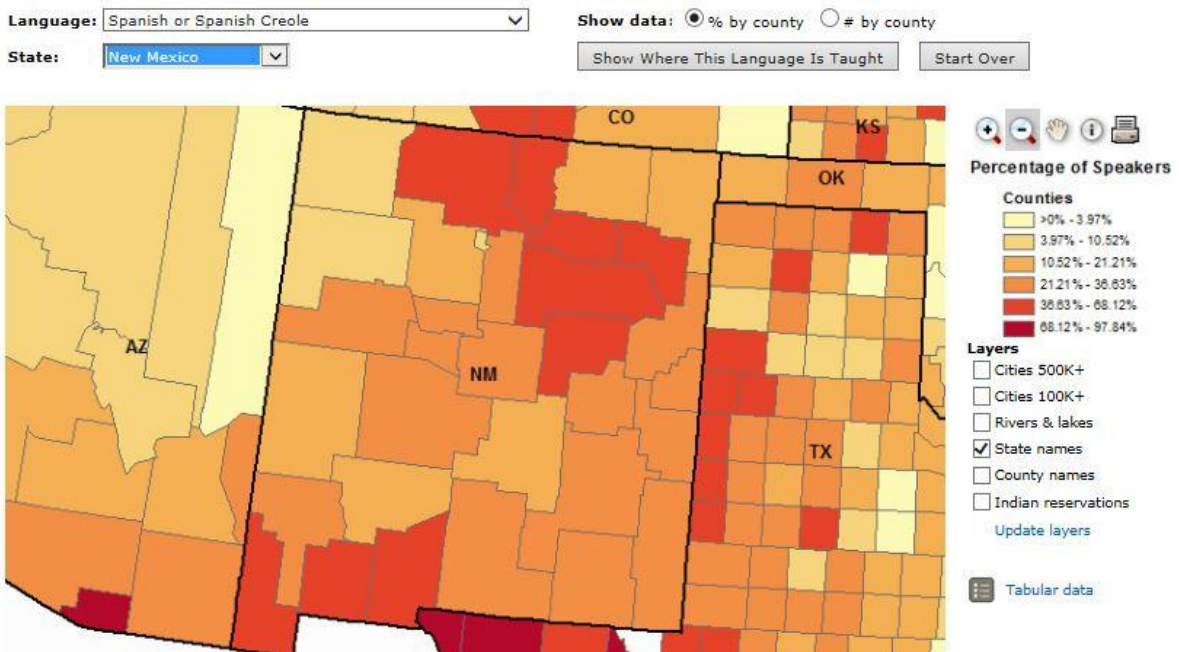 Language: Spanish or Spanish Creole
Show data: % by county # by county
State: New Mexico
Show Where This Language Is Taught
Start Over
CO
KS
OK
AZ
NM
TX
Percentage of Speakers
Counties
>0% - 3.97%
3.97% - 10.52%
10.52% - 21.21%
21.21% - 36.63%
36.63% - 68.12%
68.12% - 97.84%
Layers
Cities 500K+
Cities 100K+
Rivers & lakes
State names
County names
Indian reservations
Update layers
Tabular data